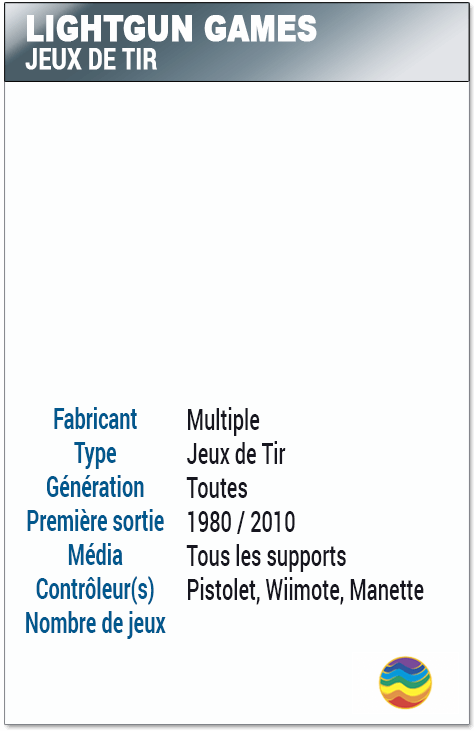 LIGHTGUN GAMES
JEUX DE TIR
Fabricant Multiple
Type Jeux de Tir
Génération Toutes
Première sortie 1980 / 2010
Média Tous les supports
Contrôleur(s) Pistolet, Wiimote, Manette
Nombre de jeux